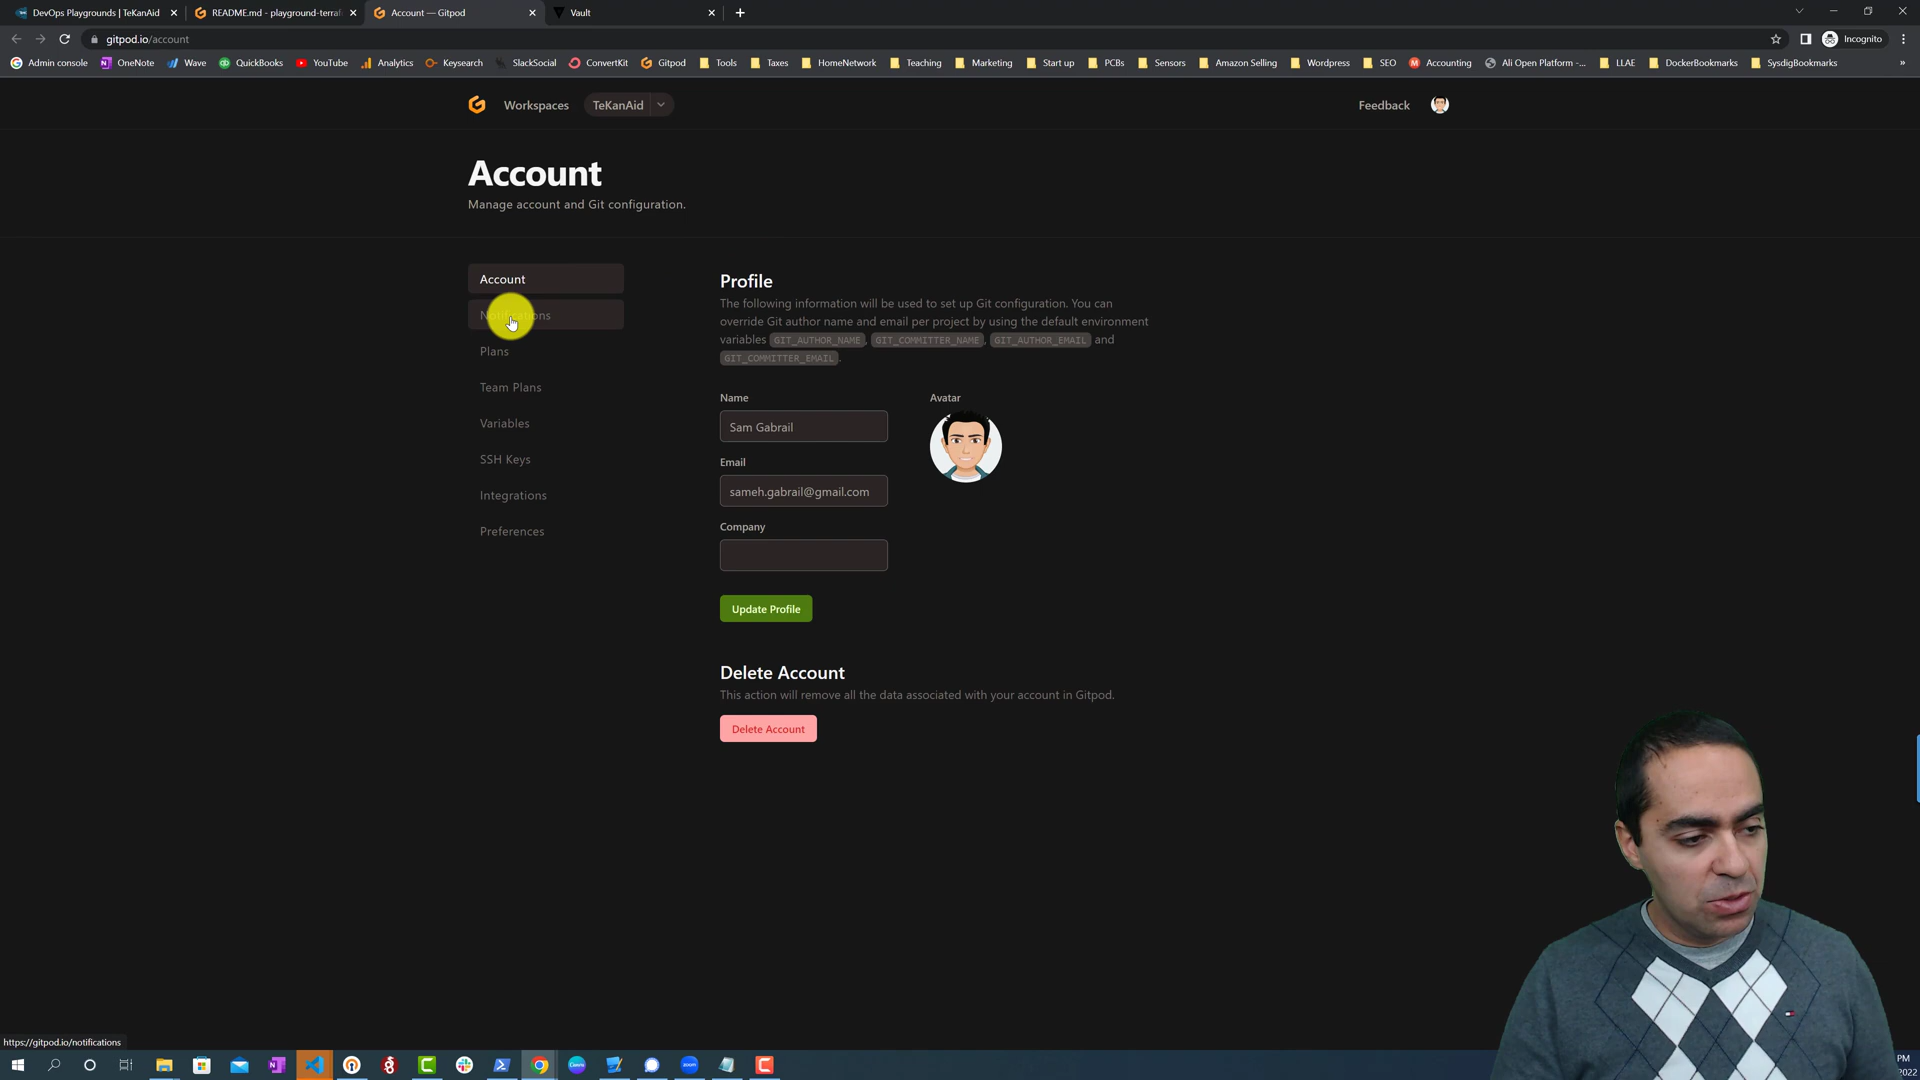 DevOps Playgrounds | TeKanAid
README.md - playground-terraf
Account — Gitpod
Vault
gitpod.io/account
Incognito
Admin console
OneNote
Wave
QuickBooks
YouTube
Analytics
Keysearch
SlackSocial
ConvertKit
Gitpod
Tools
Taxes
HomeNetwork
Teaching
Marketing
Start up
PCBs
Sensors
Amazon Selling
Wordpress
SEO
Accounting
Ali Open Platform -...
LLAE
DockerBookmarks
SysdigBookmarks
»
Workspaces
TeKanAid
Feedback
Account
Manage account and Git configuration.
Account
Notifications
Plans
Team Plans
Variables
SSH Keys
Integrations
Preferences
Profile
The following information will be used to set up Git configuration. You can
override Git author name and email per project by using the default environment
variables GIT_AUTHOR_NAME, GIT_COMMITTER_NAME, GIT_AUTHOR_EMAIL and
GIT_COMMITTER_EMAIL.
Name
Avatar
Sam Gabrail
Email
sameh.gabrail@gmail.com
Company
Update Profile
Delete Account
This action will remove all the data associated with your account in Gitpod.
Delete Account
https://gitpod.io/notifications
PM
2022